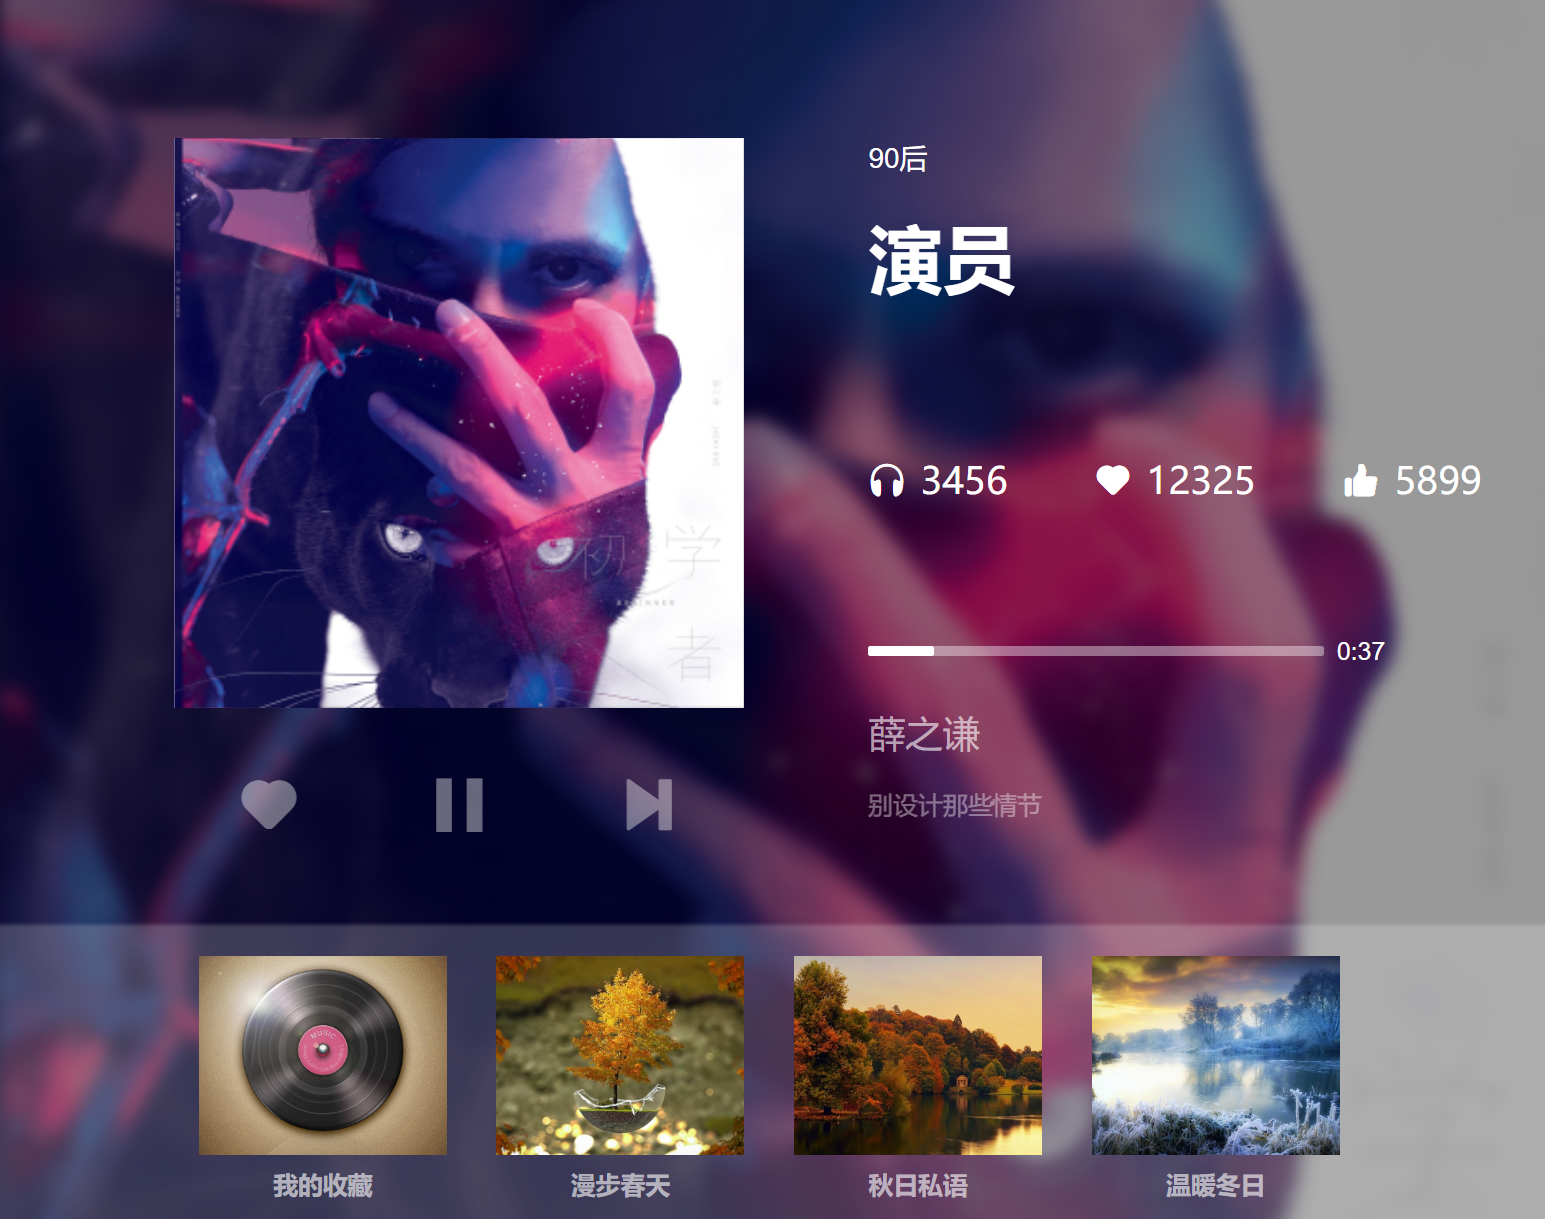 90后
演员
3456
12325
5899
初学
BEGINNER
者
0:37
薛之谦
别设计那些情节
MUSIC
我的收藏
漫步春天
秋日私语
温暖冬日